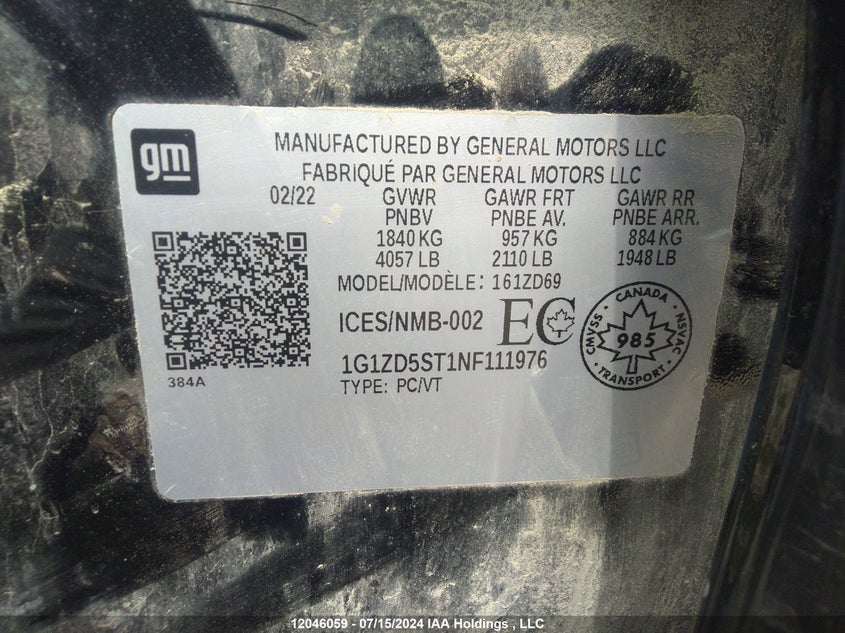 gm
MANUFACTURED BY GENERAL MOTORS LLC
FABRIQUÉ PAR GENERAL MOTORS LLC
02/22 GVWR GAWR FRT GAWR RR
PNBV PNBE AV. PNBE ARR.
1840 KG 957 KG 884 KG
4057 LB 2110 LB 1948 LB
MODEL/MODÈLE: 161ZD69
ICES/NMB-002 EC
CANADA
CMVSS 985 NSVAC
TRANSPORT
1G1ZD5ST1NF111976
384A TYPE: PC/VT
12046059 - 07/15/2024 IAA Holdings , LLC